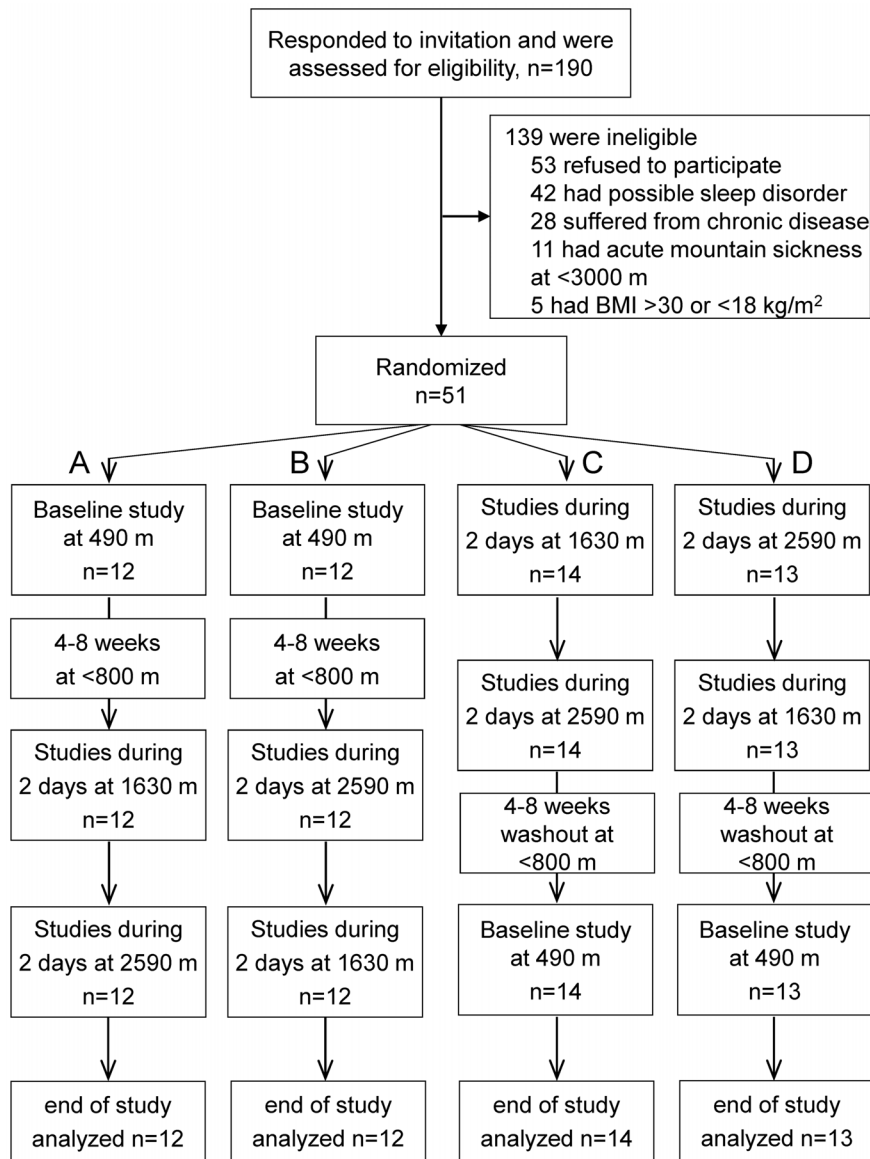 Responded to invitation and were
assessed for eligibility, n=190
139 were ineligible
53 refused to participate
42 had possible sleep disorder
28 suffered from chronic disease
11 had acute mountain sickness
at <3000 m
5 had BMI >30 or <18 kg/m²
Randomized
n=51
A
Baseline study
at 490 m
n=12
4-8 weeks
at <800 m
Studies during
2 days at 1630 m
n=12
Studies during
2 days at 2590 m
n=12
end of study
analyzed n=12
B
Baseline study
at 490 m
n=12
4-8 weeks
at <800 m
Studies during
2 days at 2590 m
n=12
Studies during
2 days at 1630 m
n=12
end of study
analyzed n=12
C
Studies during
2 days at 1630 m
n=14
Studies during
2 days at 2590 m
n=14
4-8 weeks
washout at
<800 m
Baseline study
at 490 m
n=14
end of study
analyzed n=14
D
Studies during
2 days at 2590 m
n=13
Studies during
2 days at 1630 m
n=13
4-8 weeks
washout at
<800 m
Baseline study
at 490 m
n=13
end of study
analyzed n=13